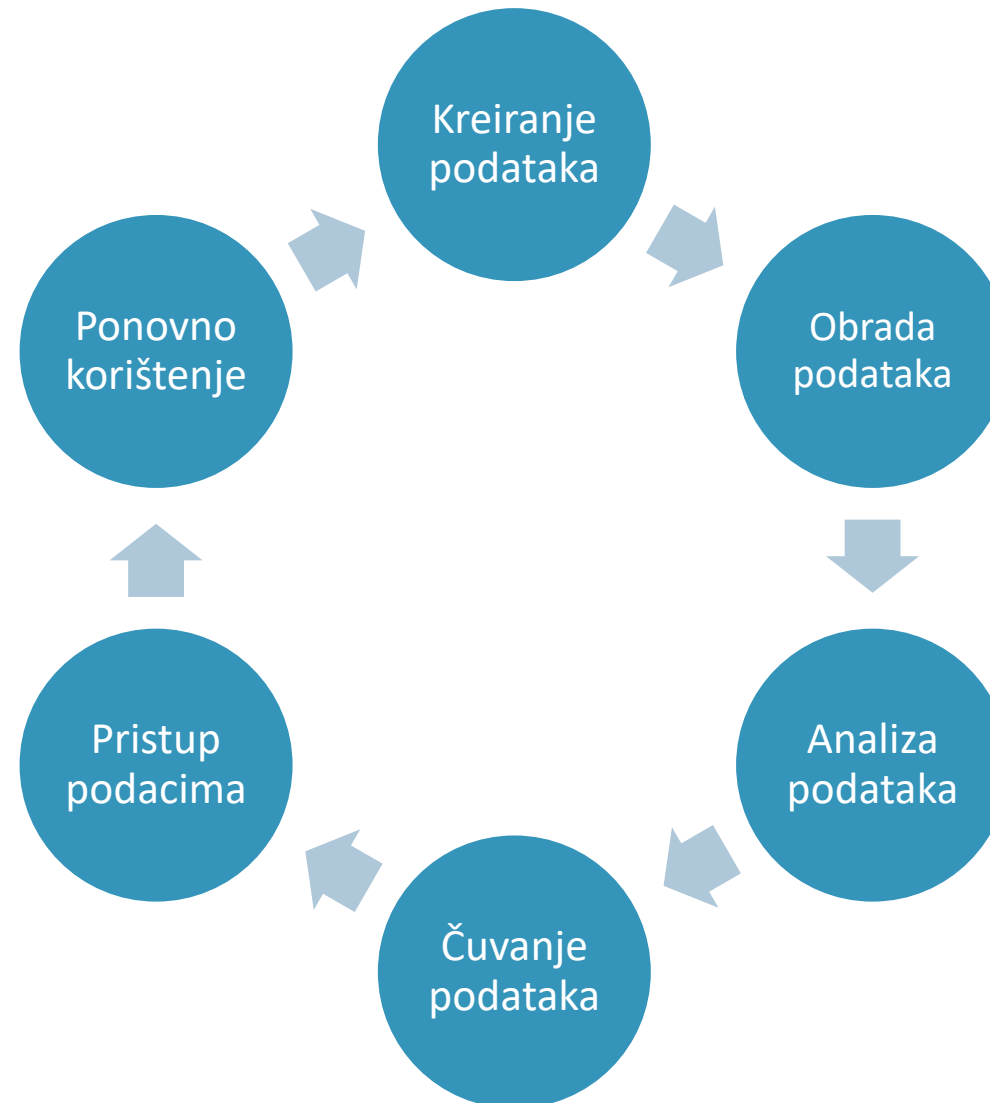 Kreiranje
podataka
Obrada
podataka
Analiza
podataka
Čuvanje
podataka
Pristup
podacima
Ponovno
korištenje